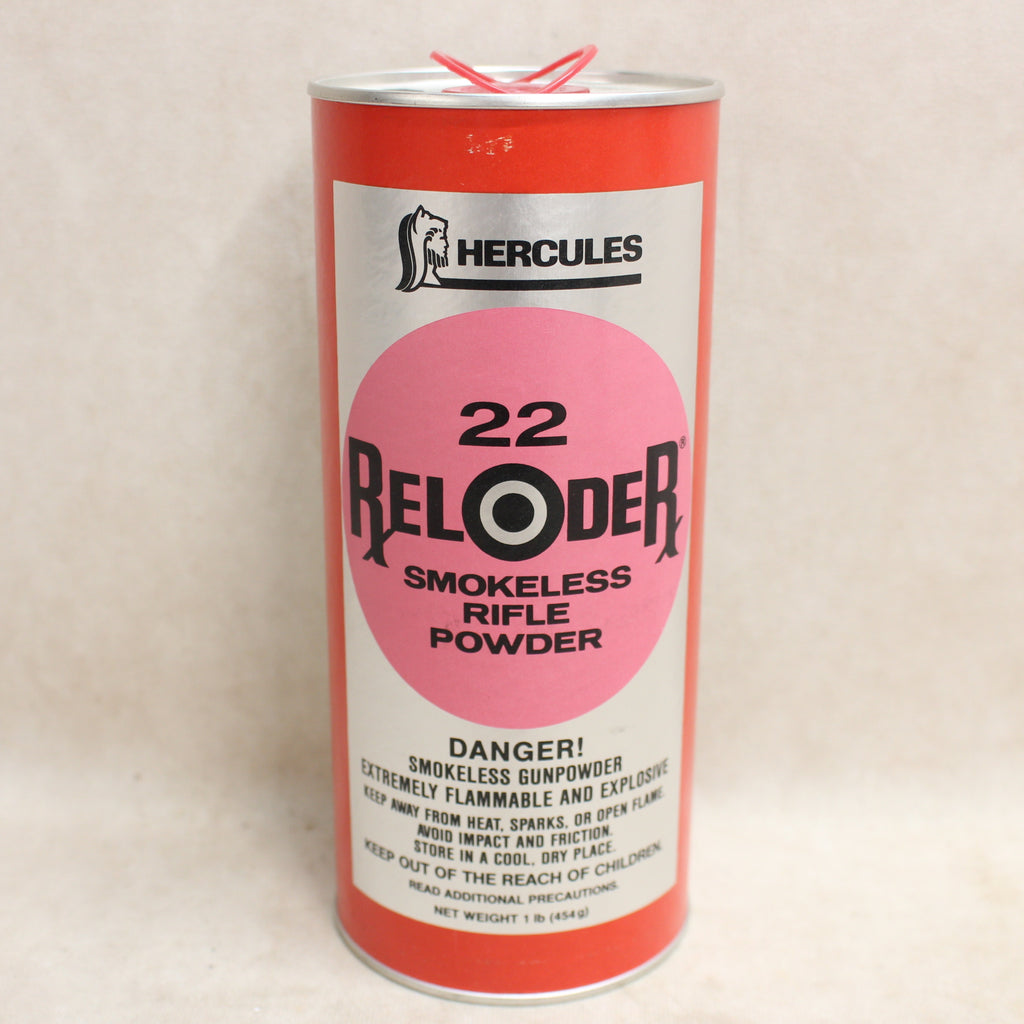 HERCULES
22
RELODER®
SMOKELESS
RIFLE
POWDER
DANGER!
SMOKELESS GUNPOWDER
EXTREMELY FLAMMABLE AND EXPLOSIVE
KEEP AWAY FROM HEAT, SPARKS, OR OPEN FLAME.
AVOID IMPACT AND FRICTION.
STORE IN A COOL, DRY PLACE.
KEEP OUT OF THE REACH OF CHILDREN.
READ ADDITIONAL PRECAUTIONS.
NET WEIGHT 1 lb (454 g)